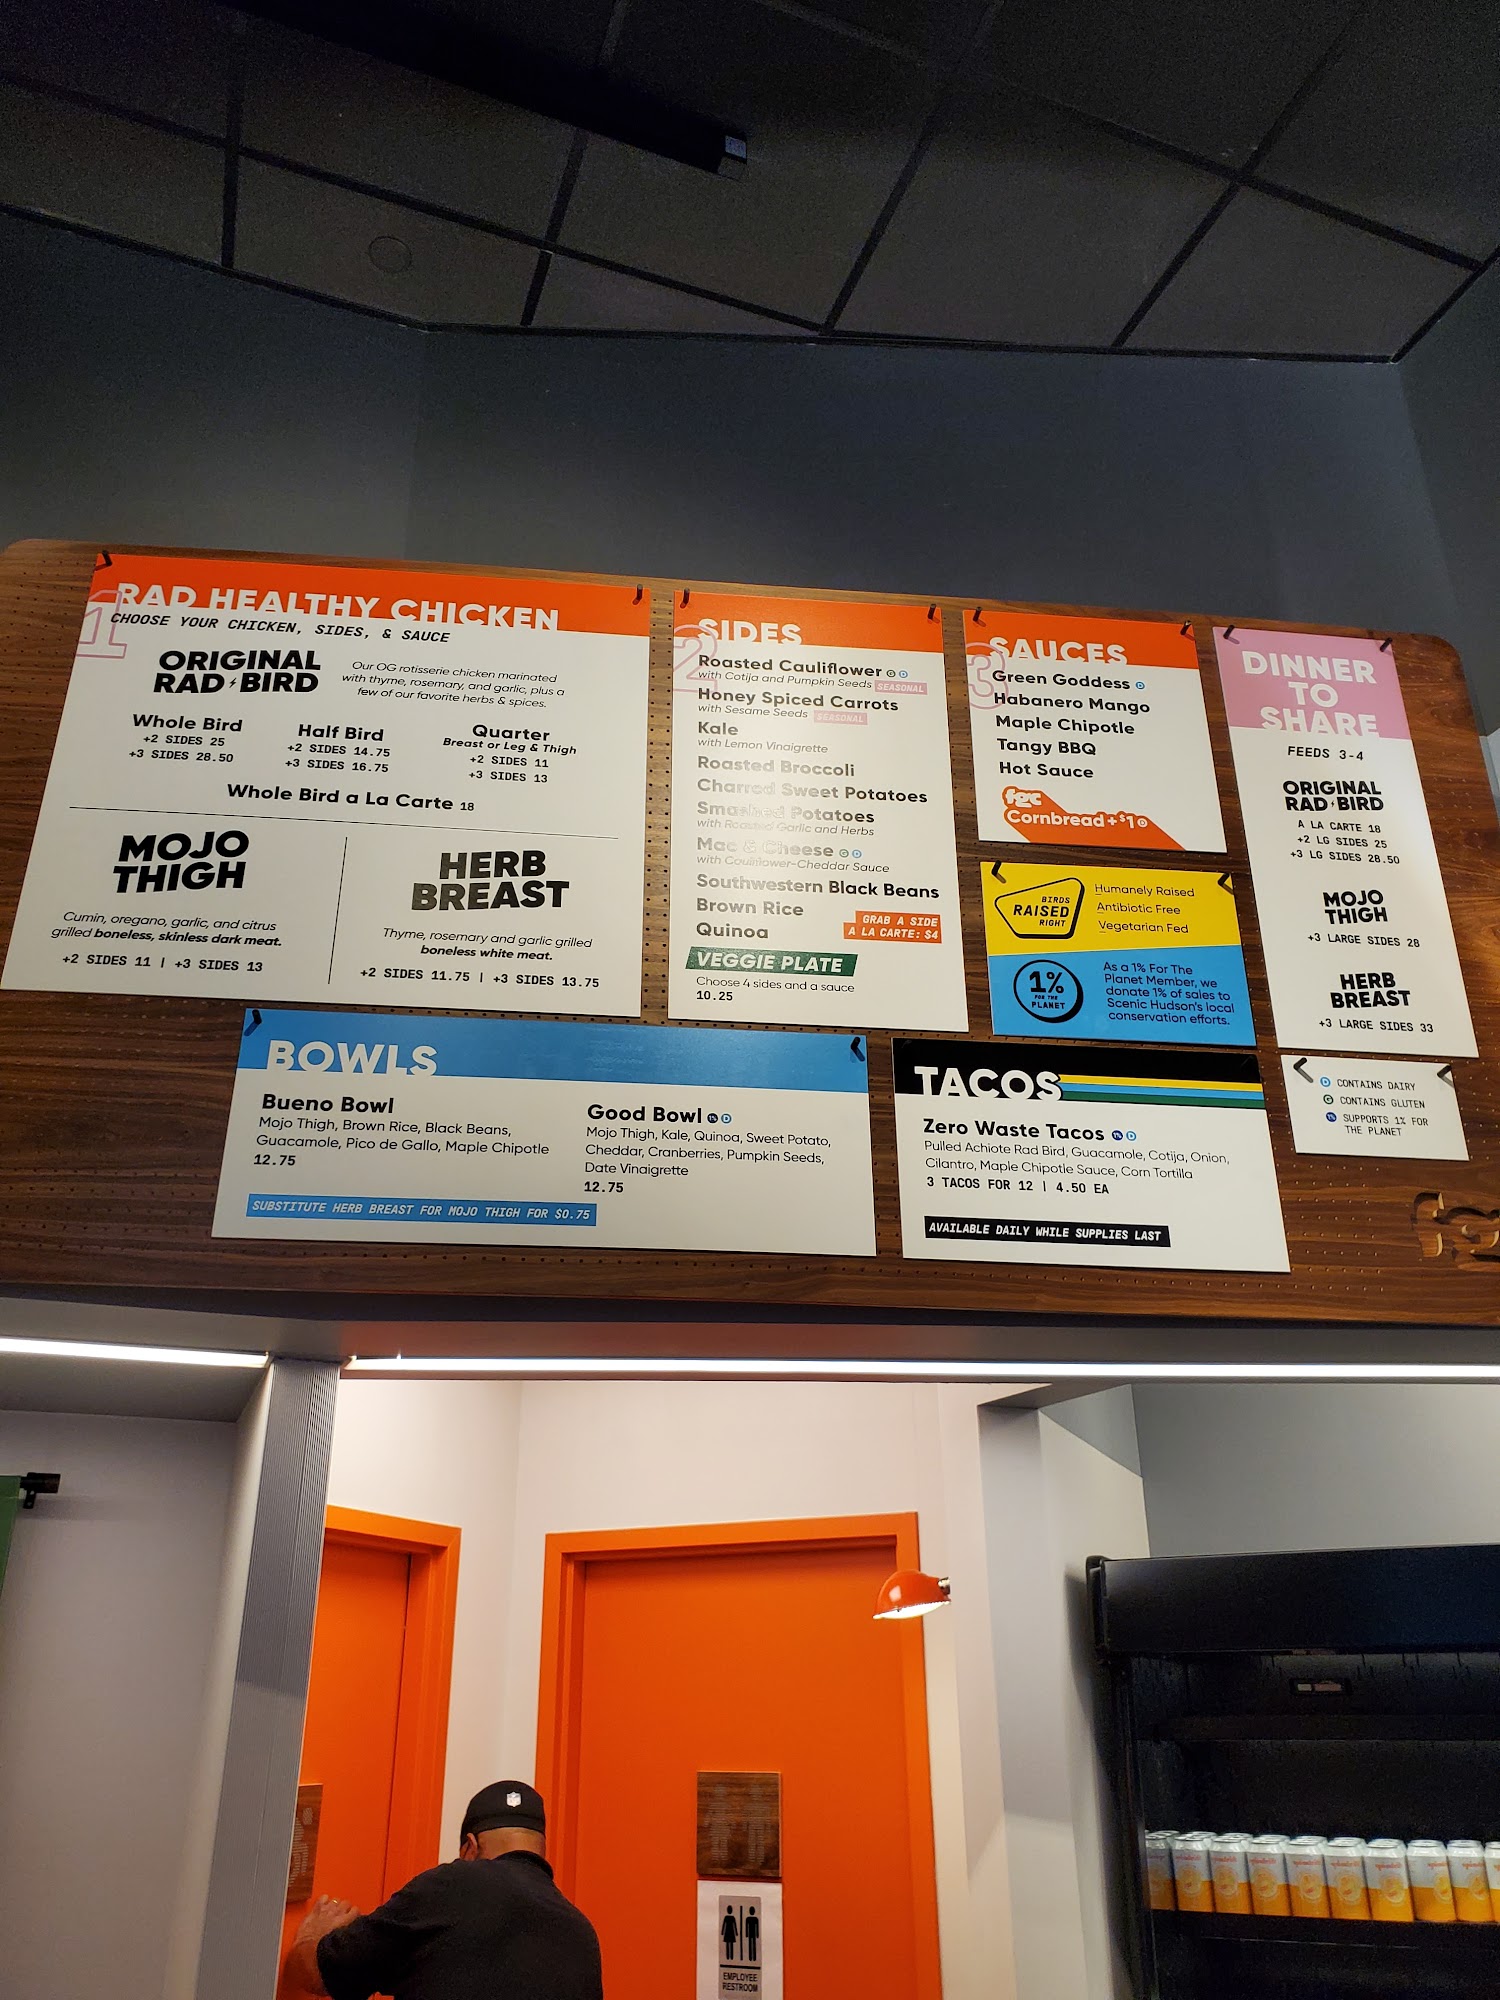 1
RAD HEALTHY CHICKEN
CHOOSE YOUR CHICKEN, SIDES, & SAUCE
ORIGINAL
RAD BIRD
Our OG rotisserie chicken marinated
with thyme, rosemary, and garlic, plus a
few of our favorite herbs & spices.
Whole Bird
+2 SIDES 25
+3 SIDES 28.50
Half Bird
+2 SIDES 14.75
+3 SIDES 16.75
Quarter
Breast or Leg & Thigh
+2 SIDES 11
+3 SIDES 13
Whole Bird a La Carte 18
MOJO
THIGH
Cumin, oregano, garlic, and citrus
grilled boneless, skinless dark meat.
+2 SIDES 11 | +3 SIDES 13
HERB
BREAST
Thyme, rosemary and garlic grilled
boneless white meat.
+2 SIDES 11.75 | +3 SIDES 13.75
2
SIDES
Roasted Cauliflower G D
with Cotija and Pumpkin Seeds SEASONAL
Honey Spiced Carrots
with Sesame Seeds SEASONAL
Kale
with Lemon Vinaigrette
Roasted Broccoli
Charred Sweet Potatoes
Smashed Potatoes
with Roasted Garlic and Herbs
Mac & Cheese G D
with Cauliflower-Cheddar Sauce
Southwestern Black Beans
Brown Rice
Quinoa
GRAB A SIDE
A LA CARTE: $4
VEGGIE PLATE
Choose 4 sides and a sauce
10.25
3
SAUCES
Green Goddess D
Habanero Mango
Maple Chipotle
Tangy BBQ
Hot Sauce
fgc
Cornbread +$1 D
BIRDS
RAISED
RIGHT
Humanely Raised
Antibiotic Free
Vegetarian Fed
1%
FOR THE
PLANET
As a 1% For The
Planet Member, we
donate 1% of sales to
Scenic Hudson's local
conservation efforts.
DINNER
TO
SHARE
FEEDS 3-4
ORIGINAL
RAD BIRD
A LA CARTE 18
+2 LG SIDES 25
+3 LG SIDES 28.50
MOJO
THIGH
+3 LARGE SIDES 28
HERB
BREAST
+3 LARGE SIDES 33
D CONTAINS DAIRY
G CONTAINS GLUTEN
1% SUPPORTS 1% FOR
THE PLANET
BOWLS
Bueno Bowl
Mojo Thigh, Brown Rice, Black Beans,
Guacamole, Pico de Gallo, Maple Chipotle
12.75
Good Bowl 1% D
Mojo Thigh, Kale, Quinoa, Sweet Potato,
Cheddar, Cranberries, Pumpkin Seeds,
Date Vinaigrette
12.75
SUBSTITUTE HERB BREAST FOR MOJO THIGH FOR $0.75
TACOS
Zero Waste Tacos 1% D
Pulled Achiote Rad Bird, Guacamole, Cotija, Onion,
Cilantro, Maple Chipotle Sauce, Corn Tortilla
3 TACOS FOR 12 | 4.50 EA
AVAILABLE DAILY WHILE SUPPLIES LAST
EMPLOYEE
RESTROOM